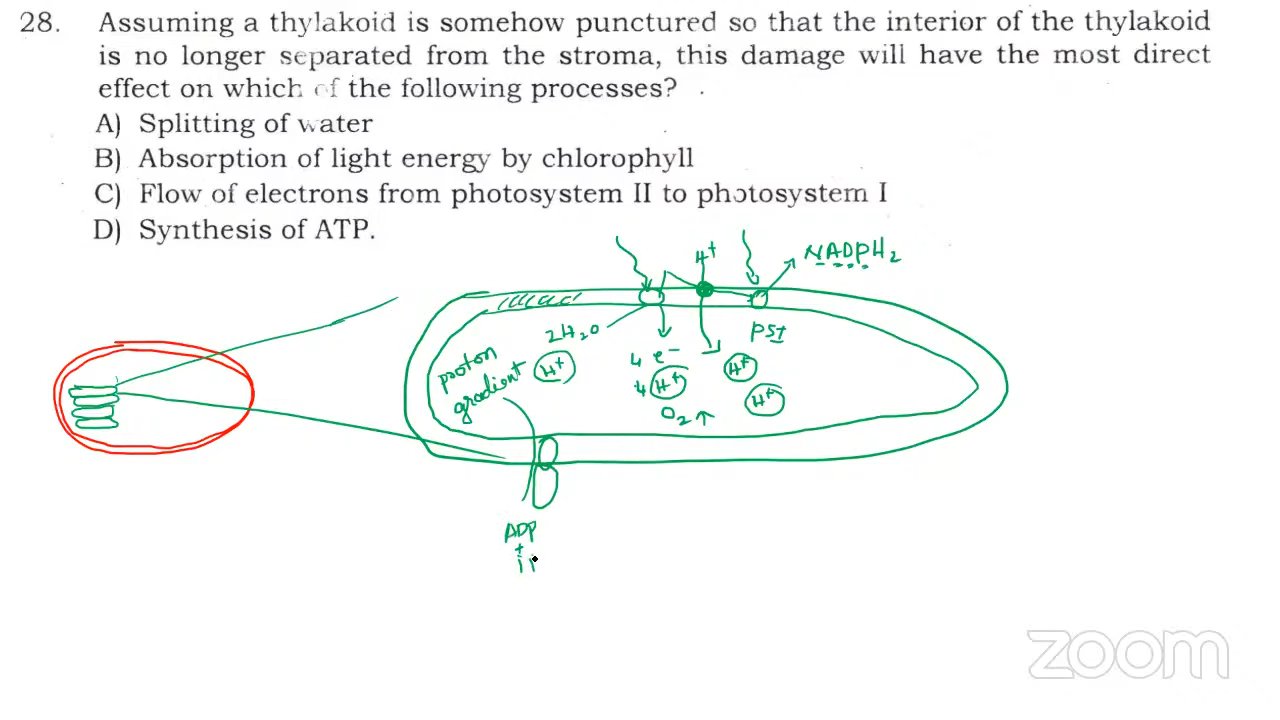 28. Assuming a thylakoid is somehow punctured so that the interior of the thylakoid
is no longer separated from the stroma, this damage will have the most direct
effect on which of the following processes?
A) Splitting of water
B) Absorption of light energy by chlorophyll
C) Flow of electrons from photosystem II to photosystem I
D) Synthesis of ATP.
H+
NADPH2
2H2O
PSI
proton
gradient
H+
4 e-
4 H+
O2↑
H+
H+
ADP
+
zoom